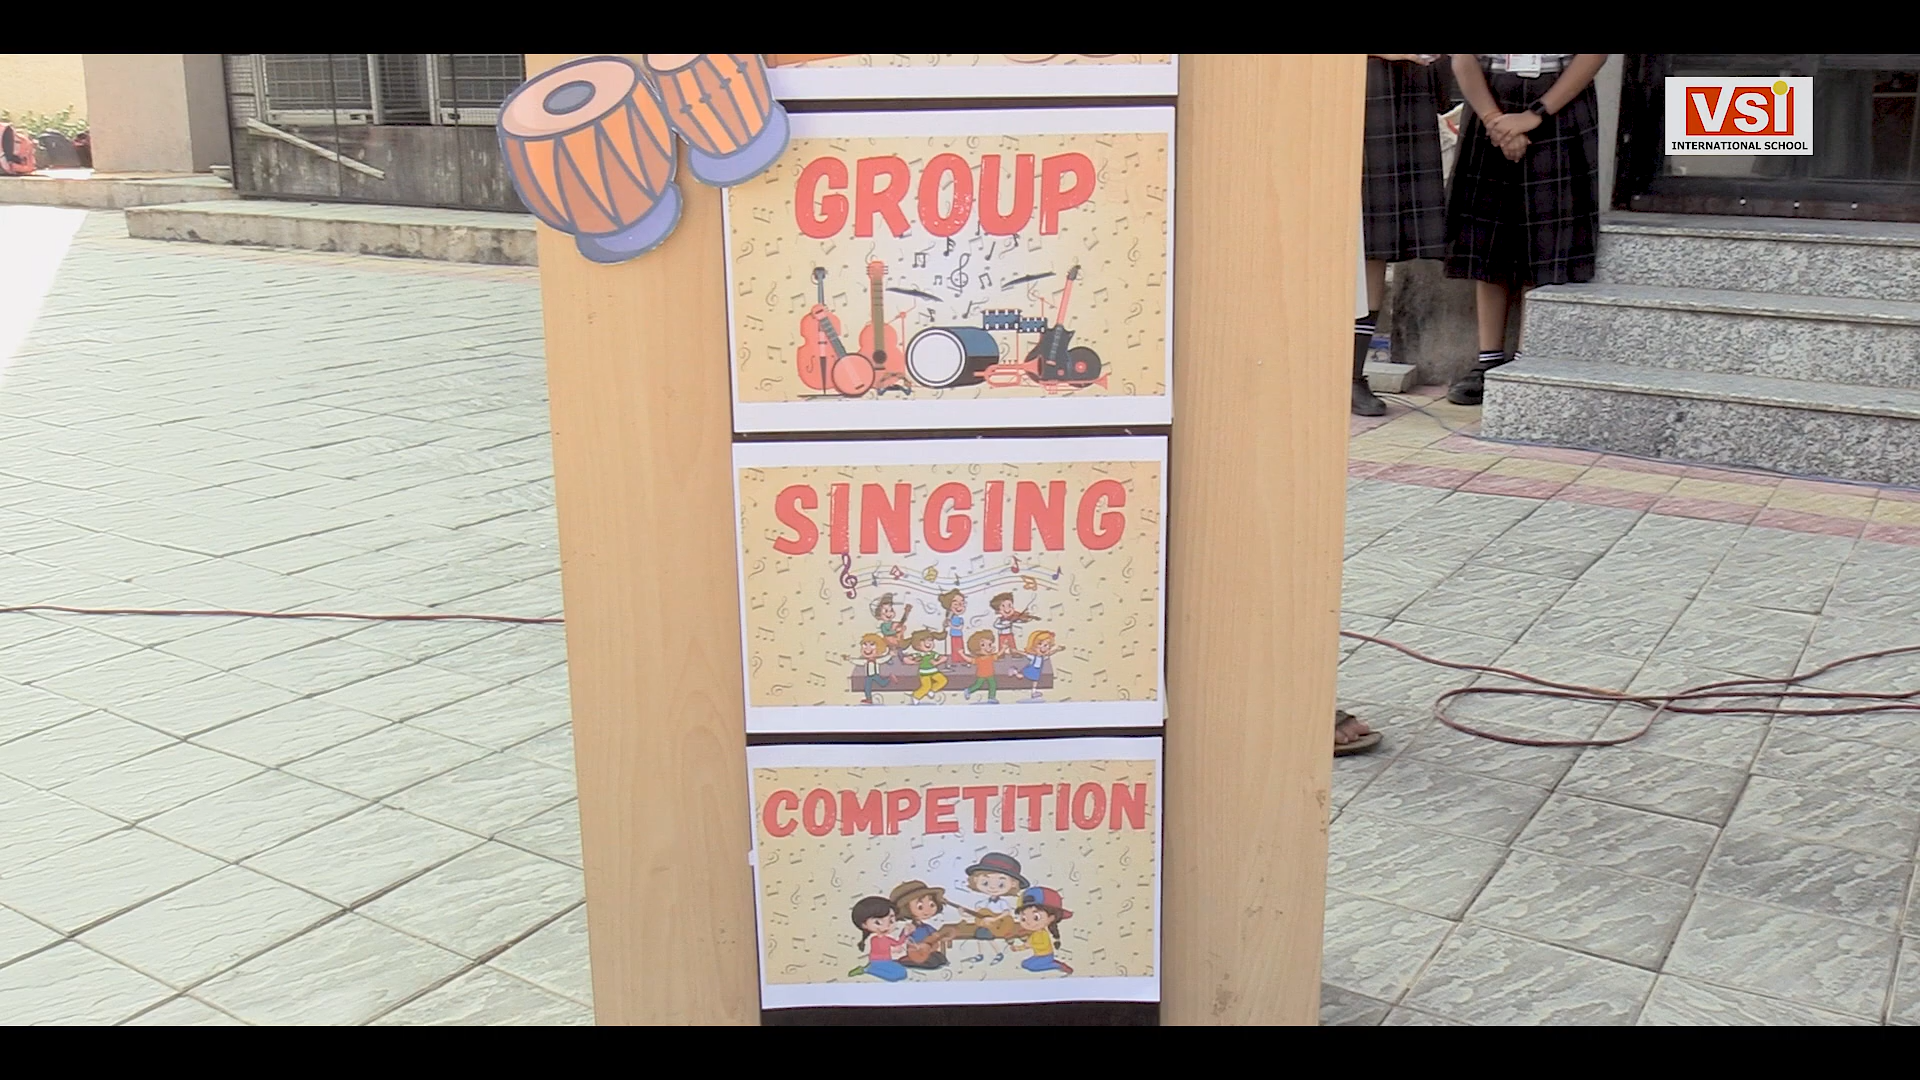 GROUP
SINGING
COMPETITION
VSi
INTERNATIONAL SCHOOL